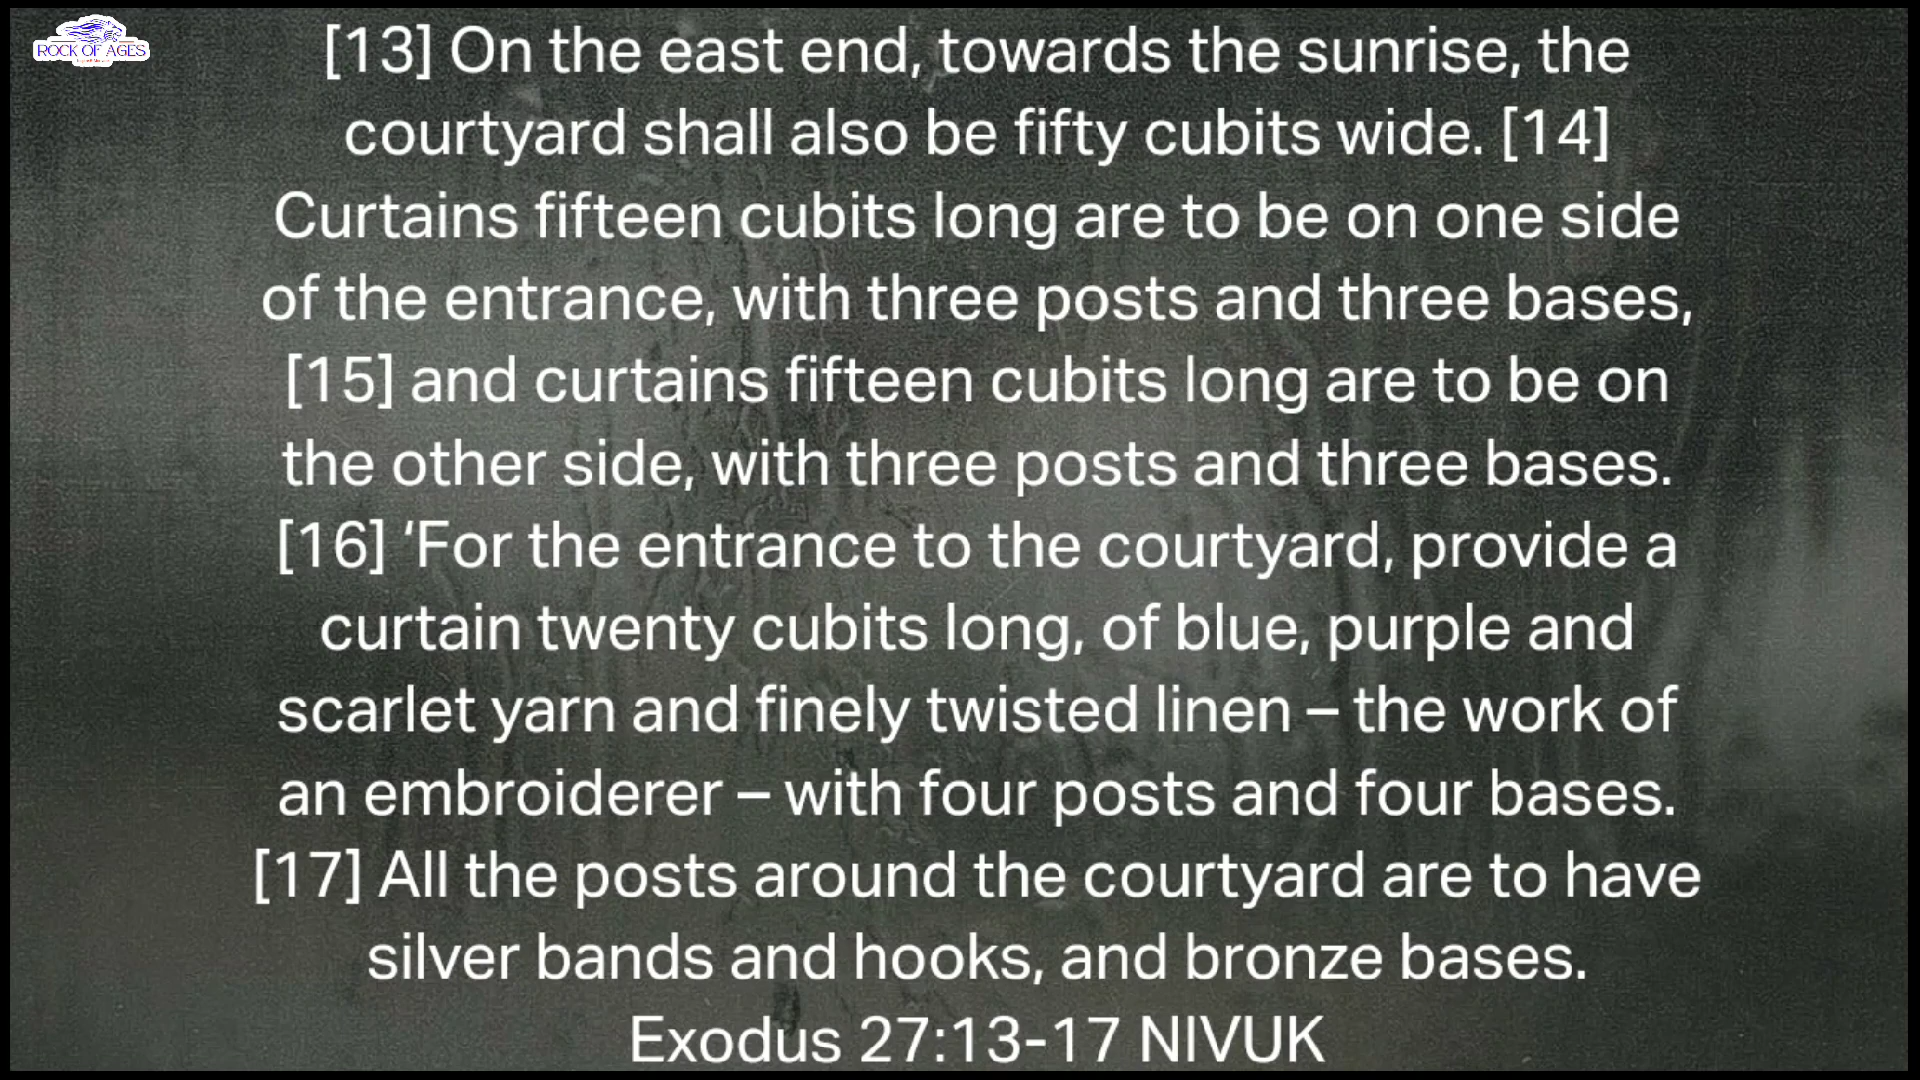 ROCK OF AGES
[13] On the east end, towards the sunrise, the
courtyard shall also be fifty cubits wide. [14]
Curtains fifteen cubits long are to be on one side
of the entrance, with three posts and three bases,
[15] and curtains fifteen cubits long are to be on
the other side, with three posts and three bases.
[16] ‘For the entrance to the courtyard, provide a
curtain twenty cubits long, of blue, purple and
scarlet yarn and finely twisted linen – the work of
an embroiderer – with four posts and four bases.
[17] All the posts around the courtyard are to have
silver bands and hooks, and bronze bases.
Exodus 27:13-17 NIVUK